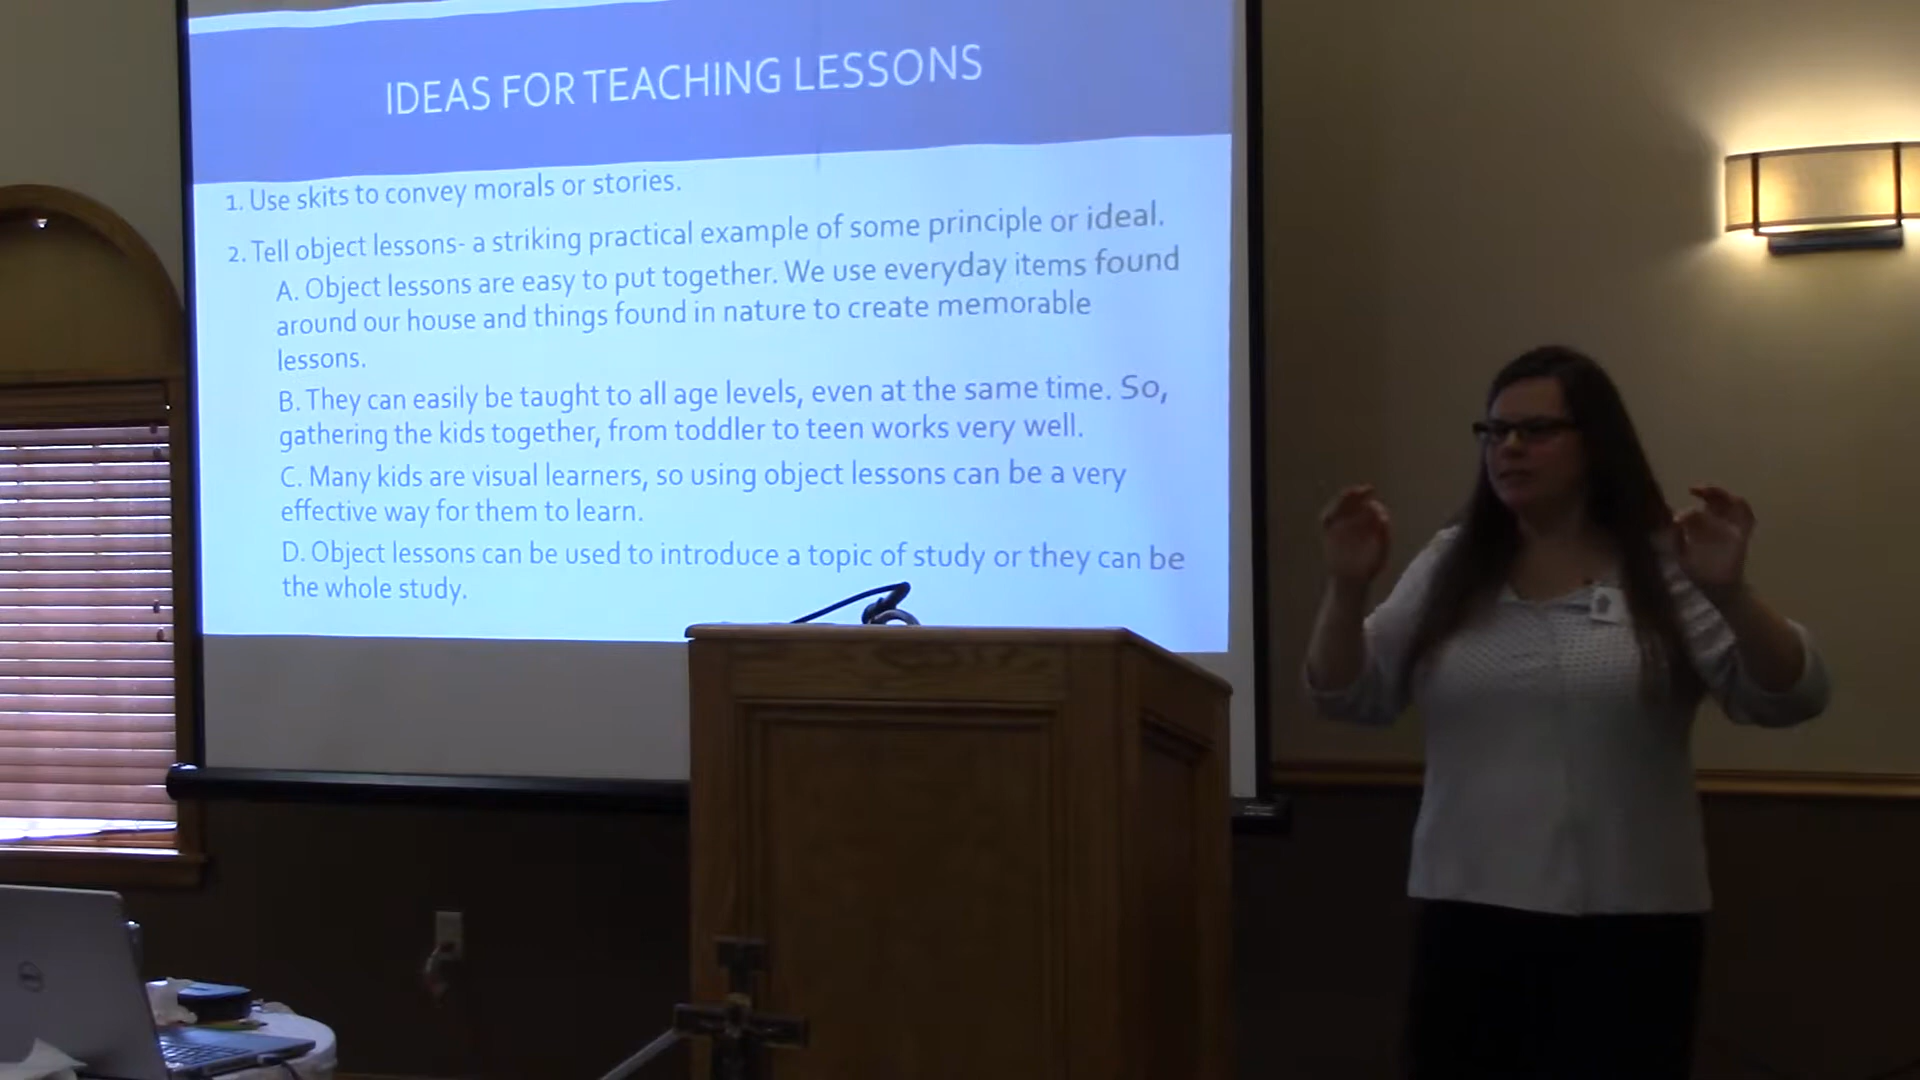 IDEAS FOR TEACHING LESSONS
1. Use skits to convey morals or stories.
2. Tell object lessons- a striking practical example of some principle or ideal.
A. Object lessons are easy to put together. We use everyday items found
around our house and things found in nature to create memorable
lessons.
B. They can easily be taught to all age levels, even at the same time. So,
gathering the kids together, from toddler to teen works very well.
C. Many kids are visual learners, so using object lessons can be a very
effective way for them to learn.
D. Object lessons can be used to introduce a topic of study or they can be
the whole study.
DELL